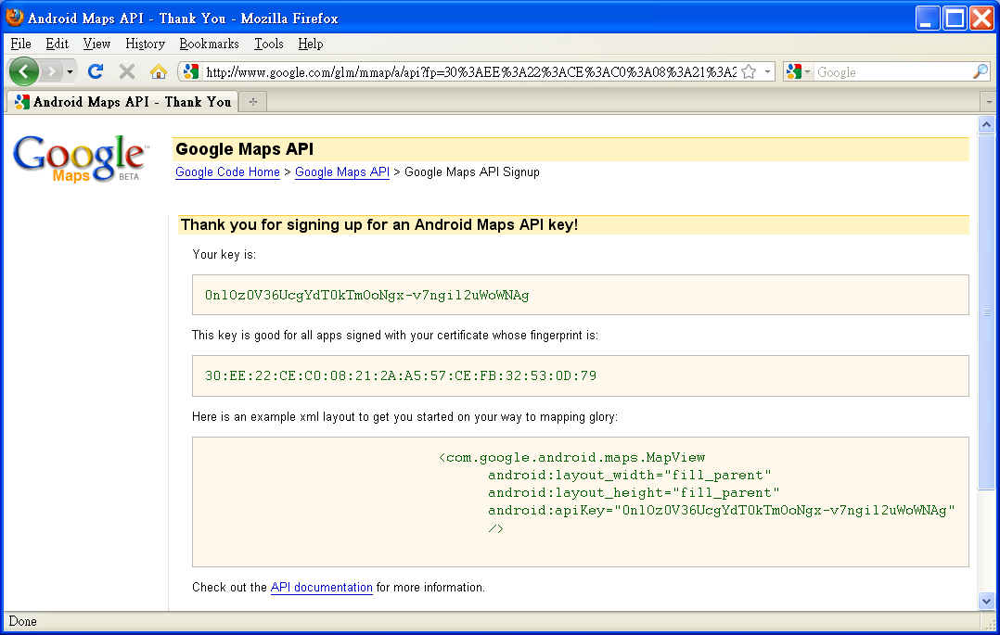 Android Maps API - Thank You - Mozilla Firefox
File Edit View History Bookmarks Tools Help
http://www.google.com/glm/mmap/a/api?fp=30%3AEE%3A22%3ACE%3AC0%3A08%3A21%3A2 Google
Android Maps API - Thank You
Google™
Maps BETA
Google Maps API
Google Code Home > Google Maps API > Google Maps API Signup
Thank you for signing up for an Android Maps API key!
Your key is:
0nlOz0V36UcgYdT0kTmOoNgx-v7ngil2uWoWNAg
This key is good for all apps signed with your certificate whose fingerprint is:
30:EE:22:CE:C0:08:21:2A:A5:57:CE:FB:32:53:0D:79
Here is an example xml layout to get you started on your way to mapping glory:
<com.google.android.maps.MapView
android:layout_width="fill_parent"
android:layout_height="fill_parent"
android:apiKey="0nlOz0V36UcgYdT0kTmOoNgx-v7ngil2uWoWNAg"
/>
Check out the API documentation for more information.
Done